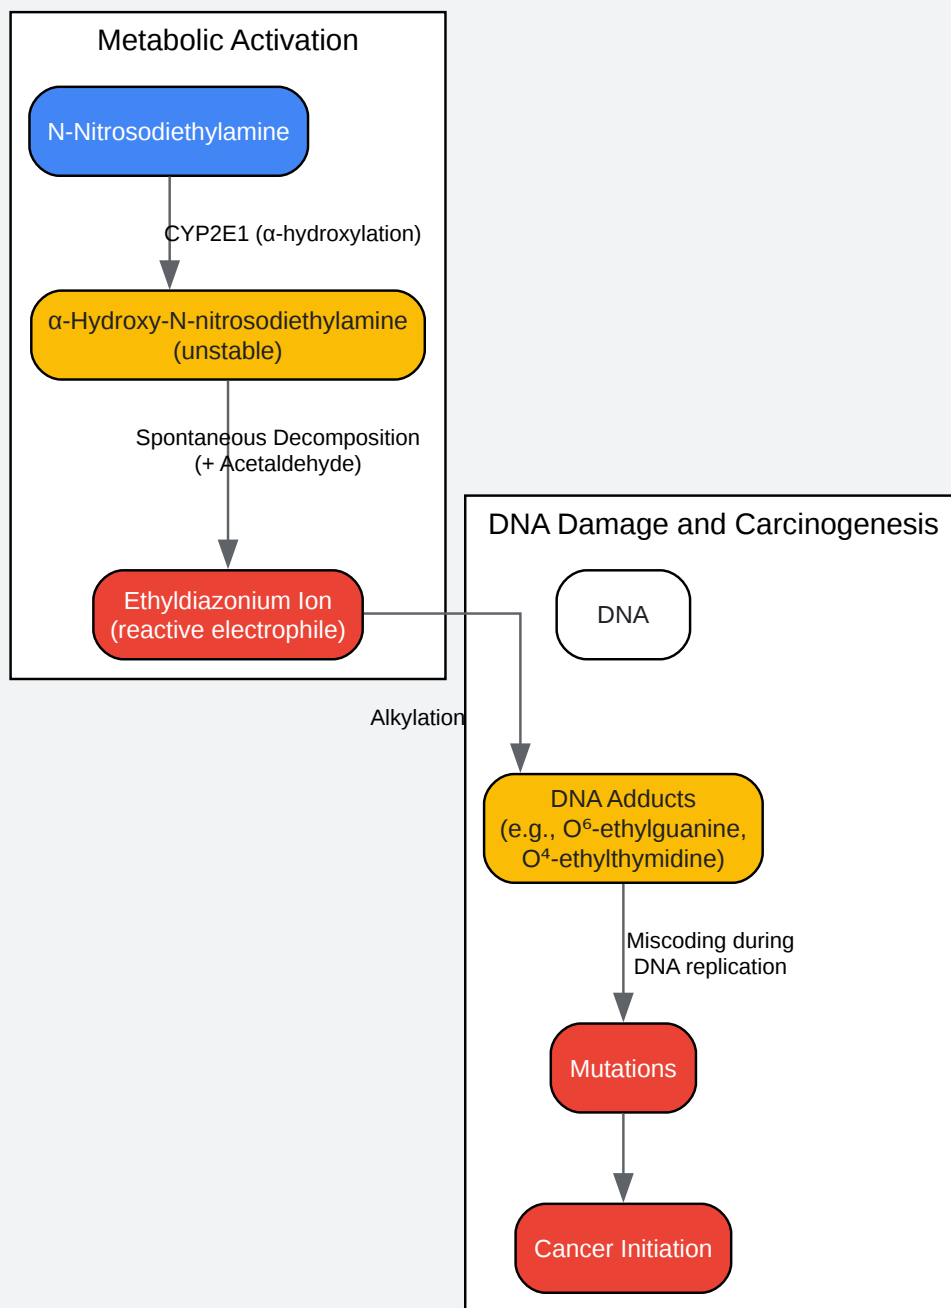 Metabolic Activation
N-Nitrosodiethylamine
CYP2E1 (α-hydroxylation)
α-Hydroxy-N-nitrosodiethylamine
(unstable)
Spontaneous Decomposition
(+ Acetaldehyde)
Ethyldiazonium Ion
(reactive electrophile)
DNA Damage and Carcinogenesis
DNA
Alkylation
DNA Adducts
(e.g., O⁶-ethylguanine,
O⁴-ethylthymidine)
Miscoding during
DNA replication
Mutations
Cancer Initiation